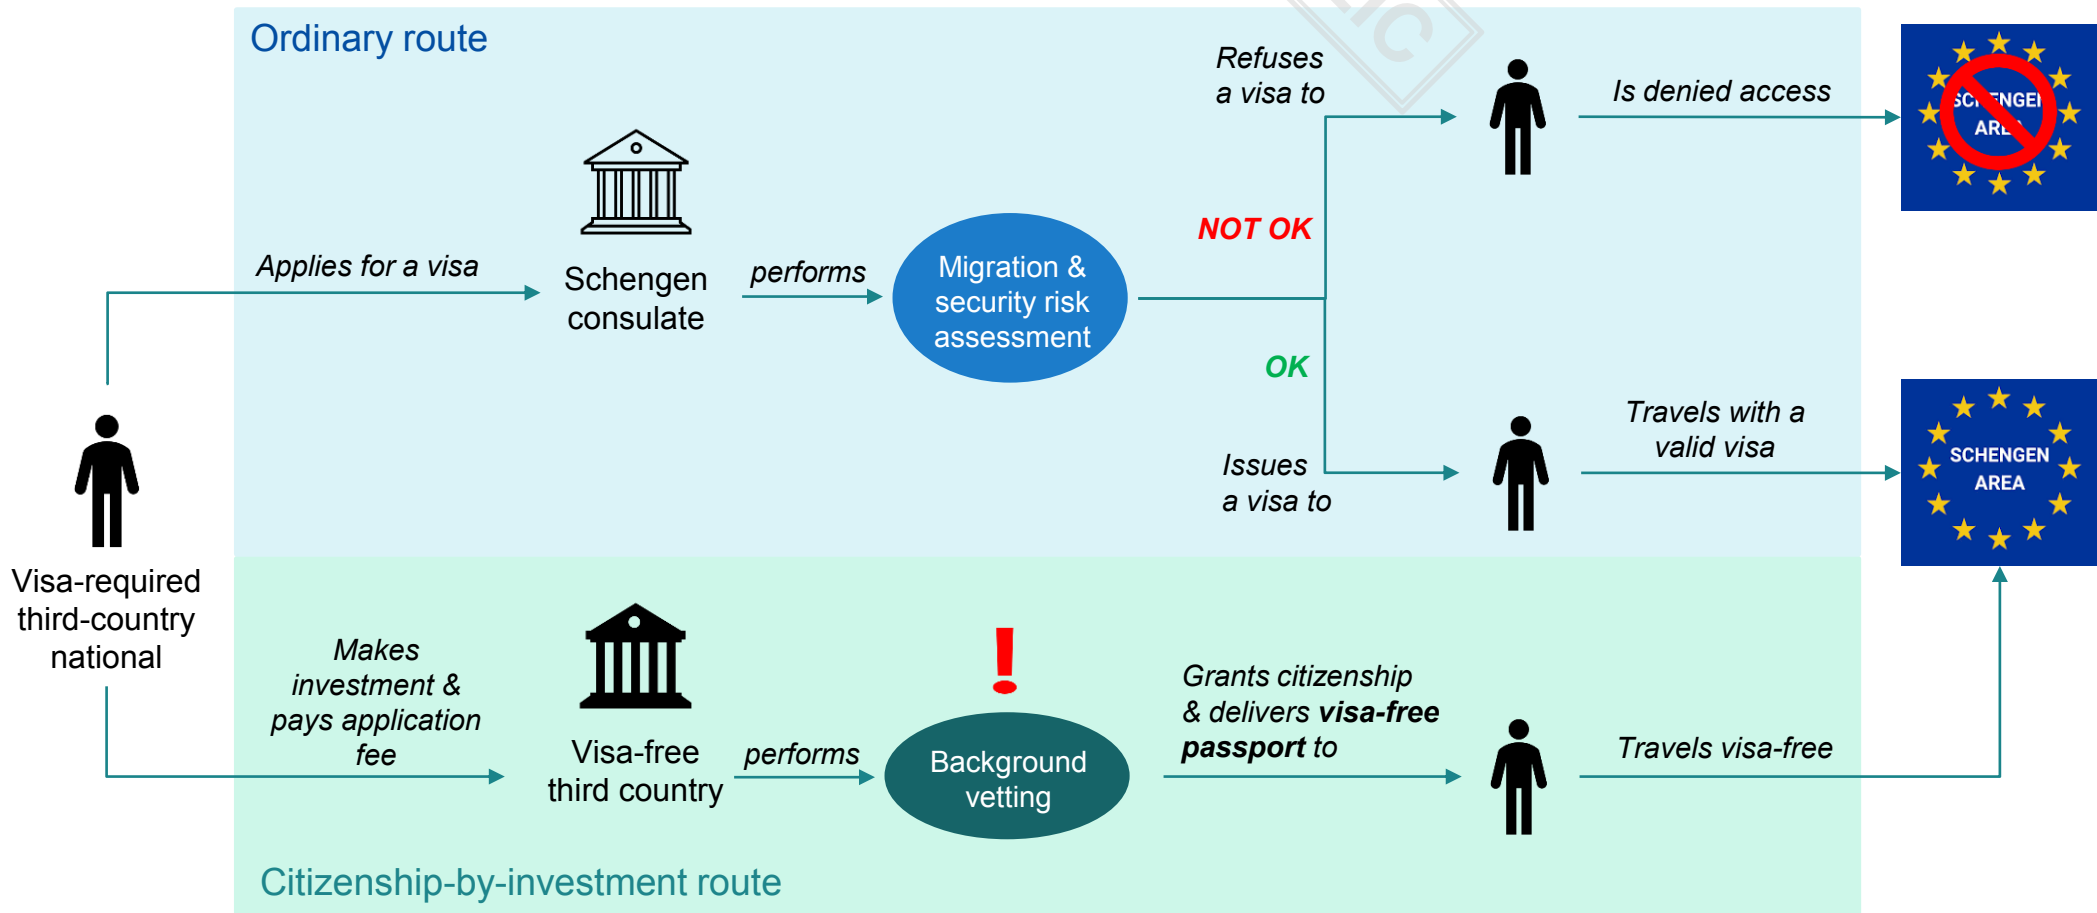 Ordinary route
Refuses
a visa to
Is denied access
SCHENGEN
AREA
NOT OK
Applies for a visa
Schengen
consulate
performs
Migration &
security risk
assessment
OK
Issues
a visa to
Travels with a
valid visa
SCHENGEN
AREA
Visa-required
third-country
national
Makes
investment &
pays application
fee
Visa-free
third country
performs
!
Background
vetting
Grants citizenship
& delivers visa-free
passport to
Travels visa-free
Citizenship-by-investment route